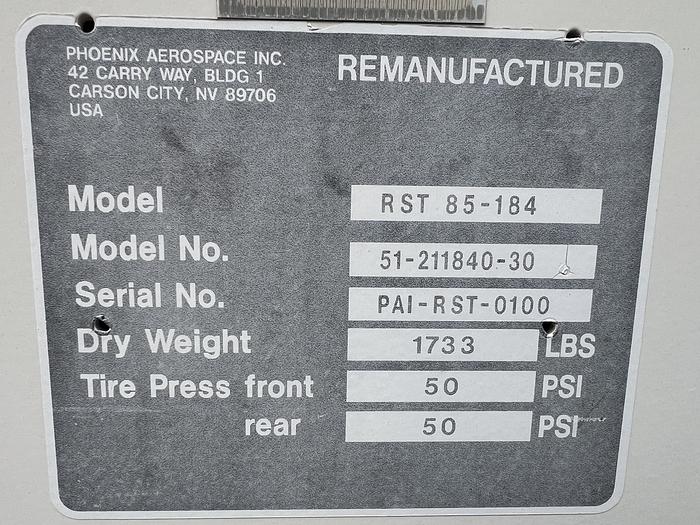 PHOENIX AEROSPACE INC.
42 CARRY WAY, BLDG 1
CARSON CITY, NV 89706
USA
REMANUFACTURED
Model RST 85-184
Model No. 51-211840-30
Serial No. PAI-RST-0100
Dry Weight 1733 LBS
Tire Press front 50 PSI
rear 50 PSI